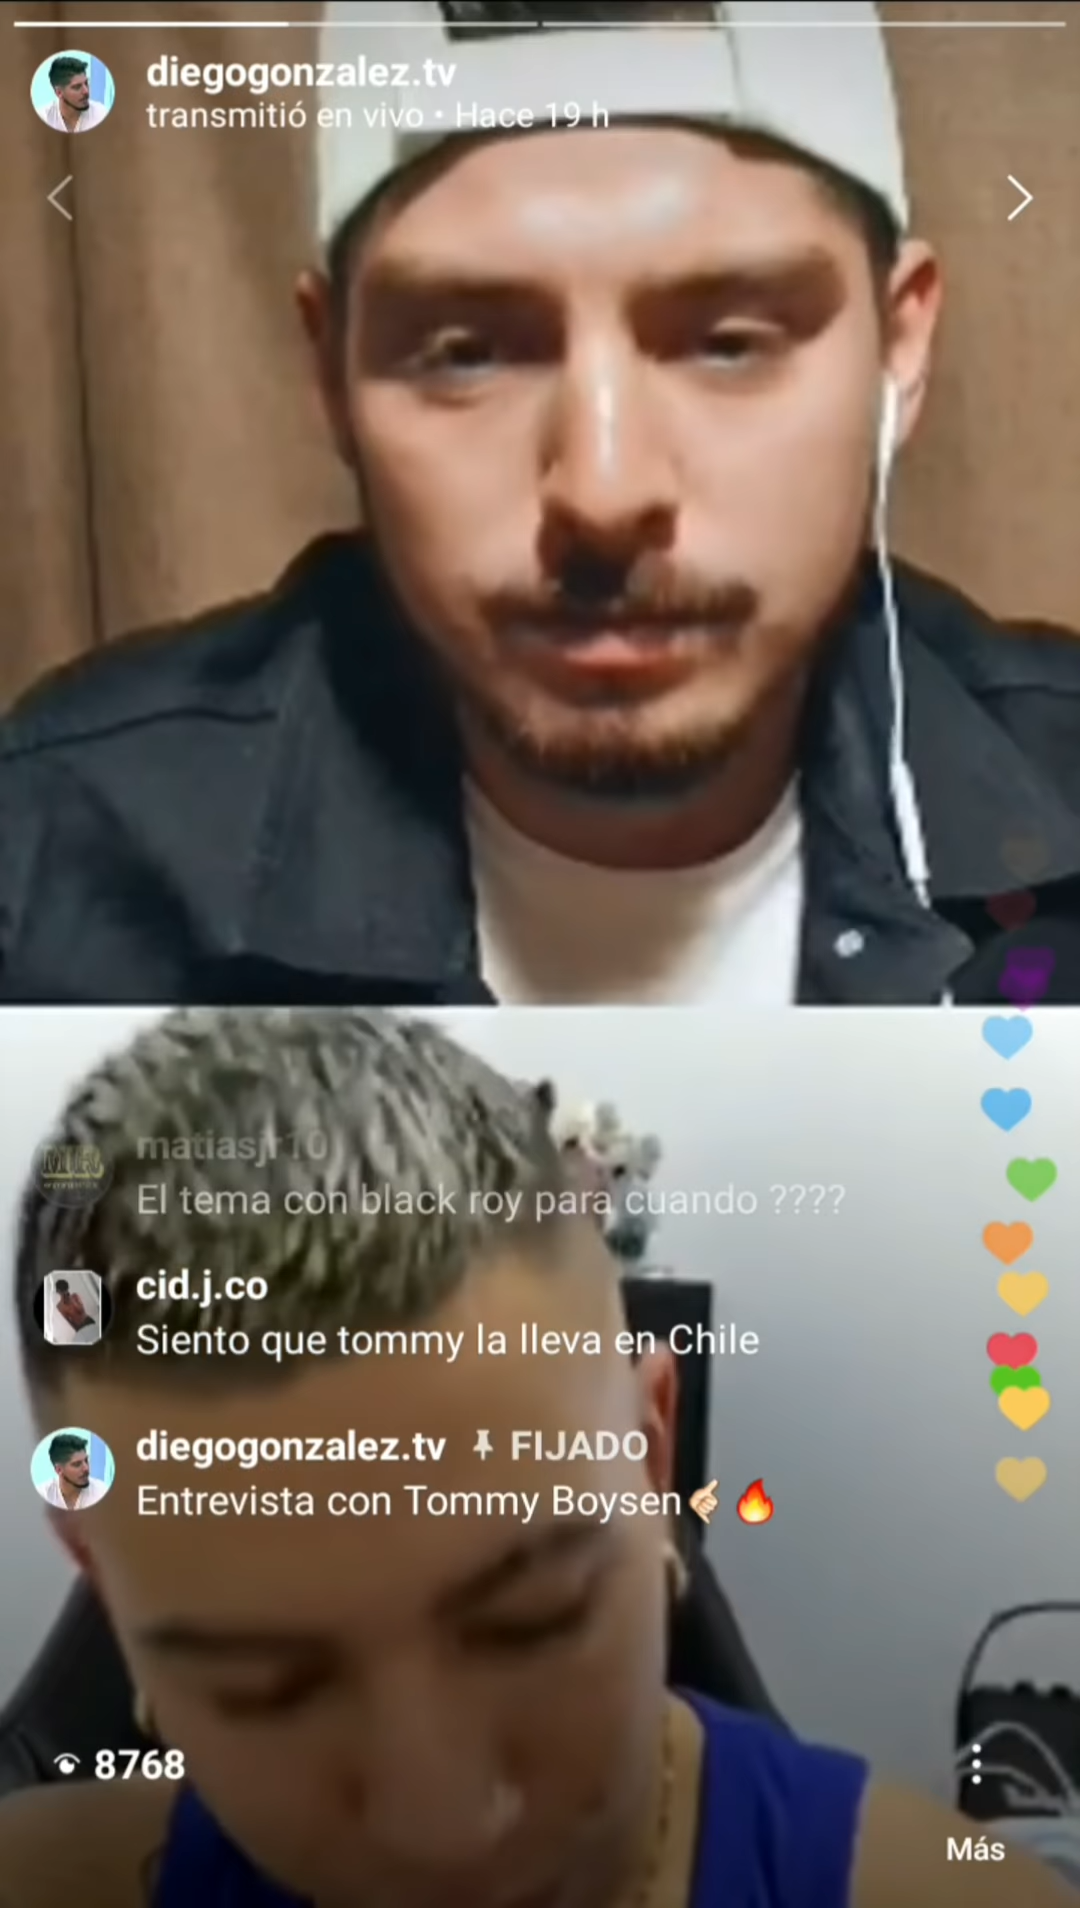 diegogonzalez.tv
transmitió en vivo • Hace 19 h
matiasjr10
El tema con black roy para cuando ????
cid.j.co
Siento que tommy la lleva en Chile
diegogonzalez.tv FIJADO
Entrevista con Tommy Boysen🤙🏻🔥
8768
Más